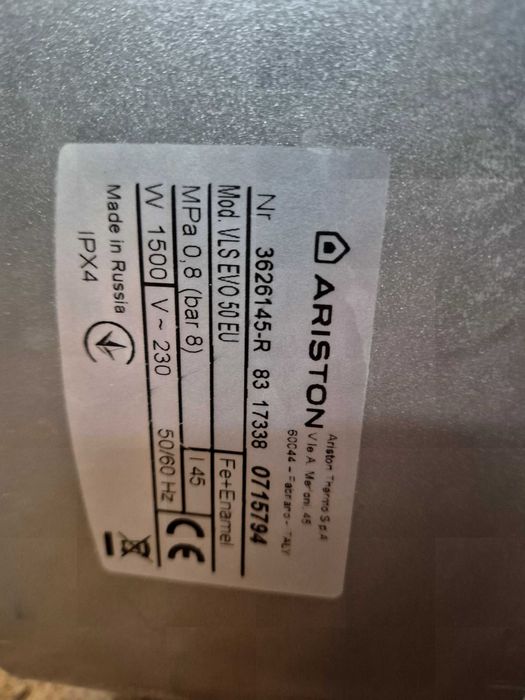 ARISTON
Ariston Thermo S.p.A.
V.le A. Merloni, 45
60044 - Fabriano - ITALY
Nr 3626145-R 83 17338 0715794
Mod. VLS EVO 50 EU Fe+Enamel
MPa 0,8 (bar 8) l 45
W 1500 V~ 230 50/60 Hz
Made in Russia
IPX4
CE